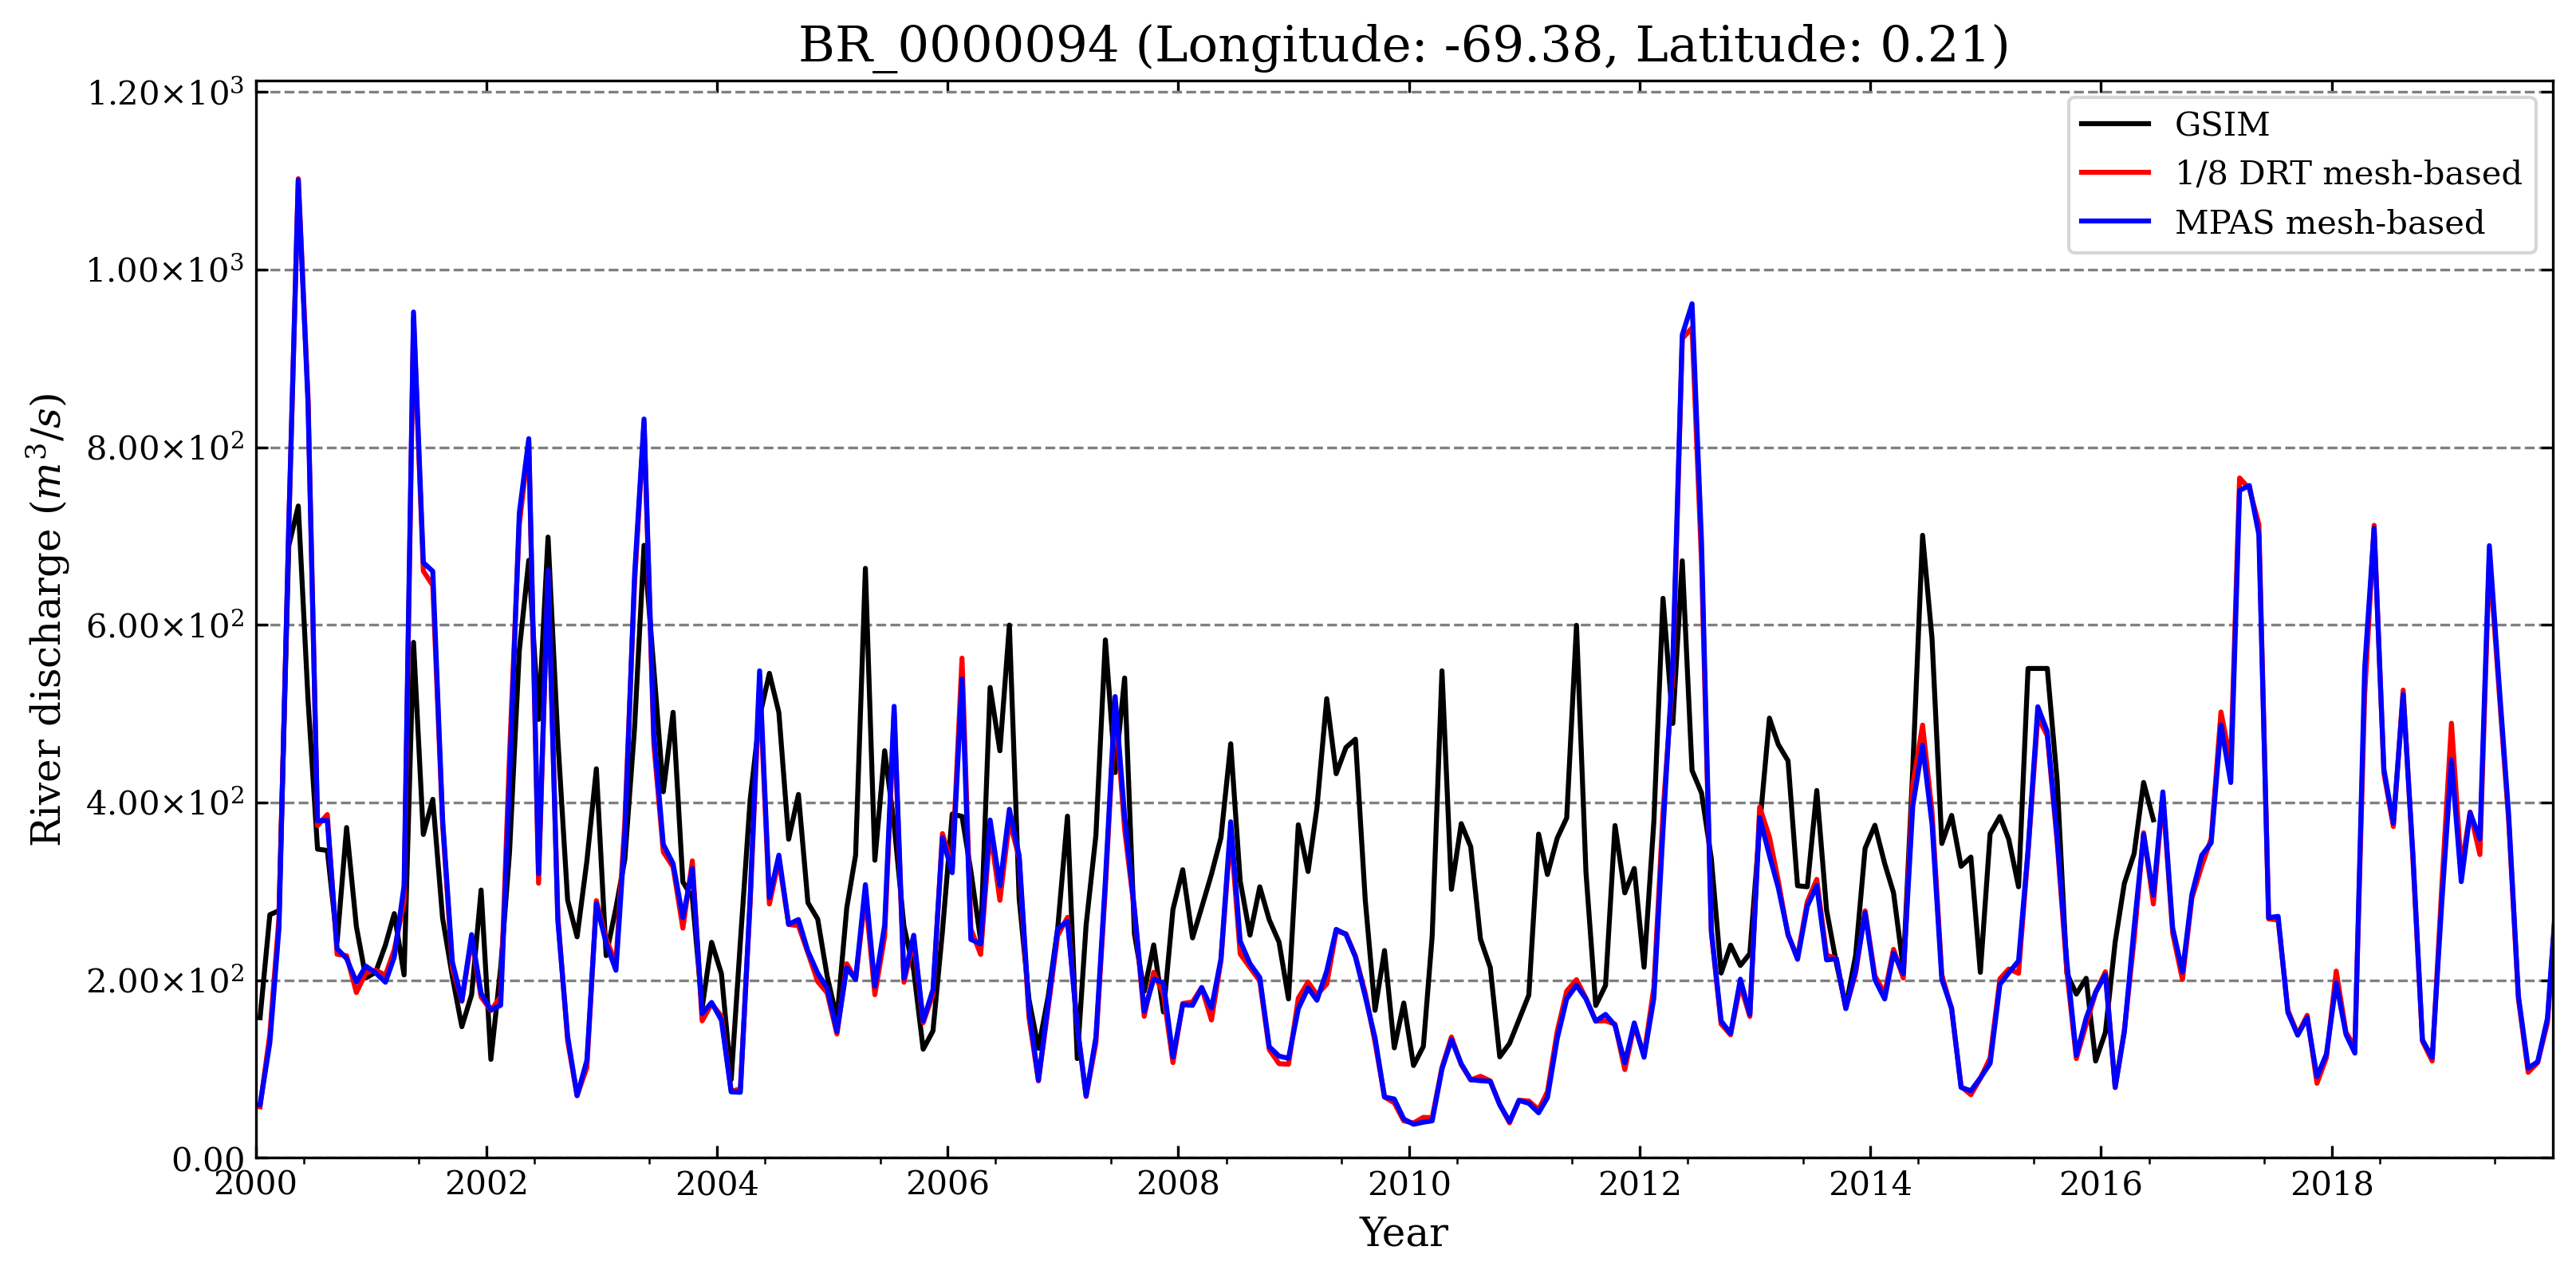 BR_0000094 (Longitude: -69.38, Latitude: 0.21)
1.20×10³
1.00×10³
8.00×10²
6.00×10²
4.00×10²
2.00×10²
0.00
River discharge (m³/s)
GSIM
1/8 DRT mesh-based
MPAS mesh-based
2000 2002 2004 2006 2008 2010 2012 2014 2016 2018
Year